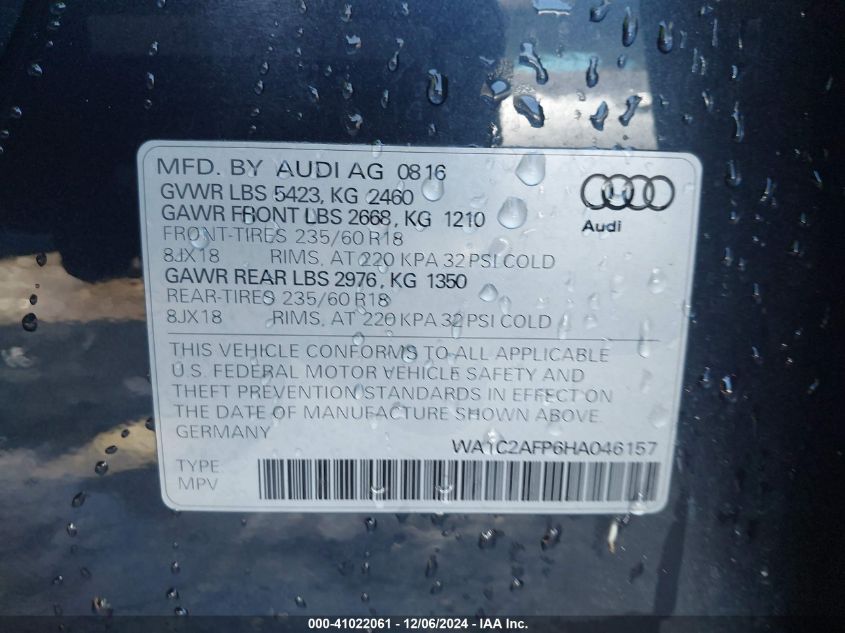 MFD. BY AUDI AG 0816
GVWR LBS 5423, KG 2460
GAWR FRONT LBS 2668, KG 1210
FRONT-TIRES 235/60 R18
8JX18 RIMS, AT 220 KPA 32 PSI COLD
GAWR REAR LBS 2976, KG 1350
REAR-TIRES 235/60 R18
8JX18 RIMS, AT 220 KPA 32 PSI COLD
Audi
THIS VEHICLE CONFORMS TO ALL APPLICABLE
U.S. FEDERAL MOTOR VEHICLE SAFETY AND
THEFT PREVENTION STANDARDS IN EFFECT ON
THE DATE OF MANUFACTURE SHOWN ABOVE.
GERMANY
WA1C2AFP6HA046157
TYPE
MPV
000-41022061 - 12/06/2024 - IAA Inc.